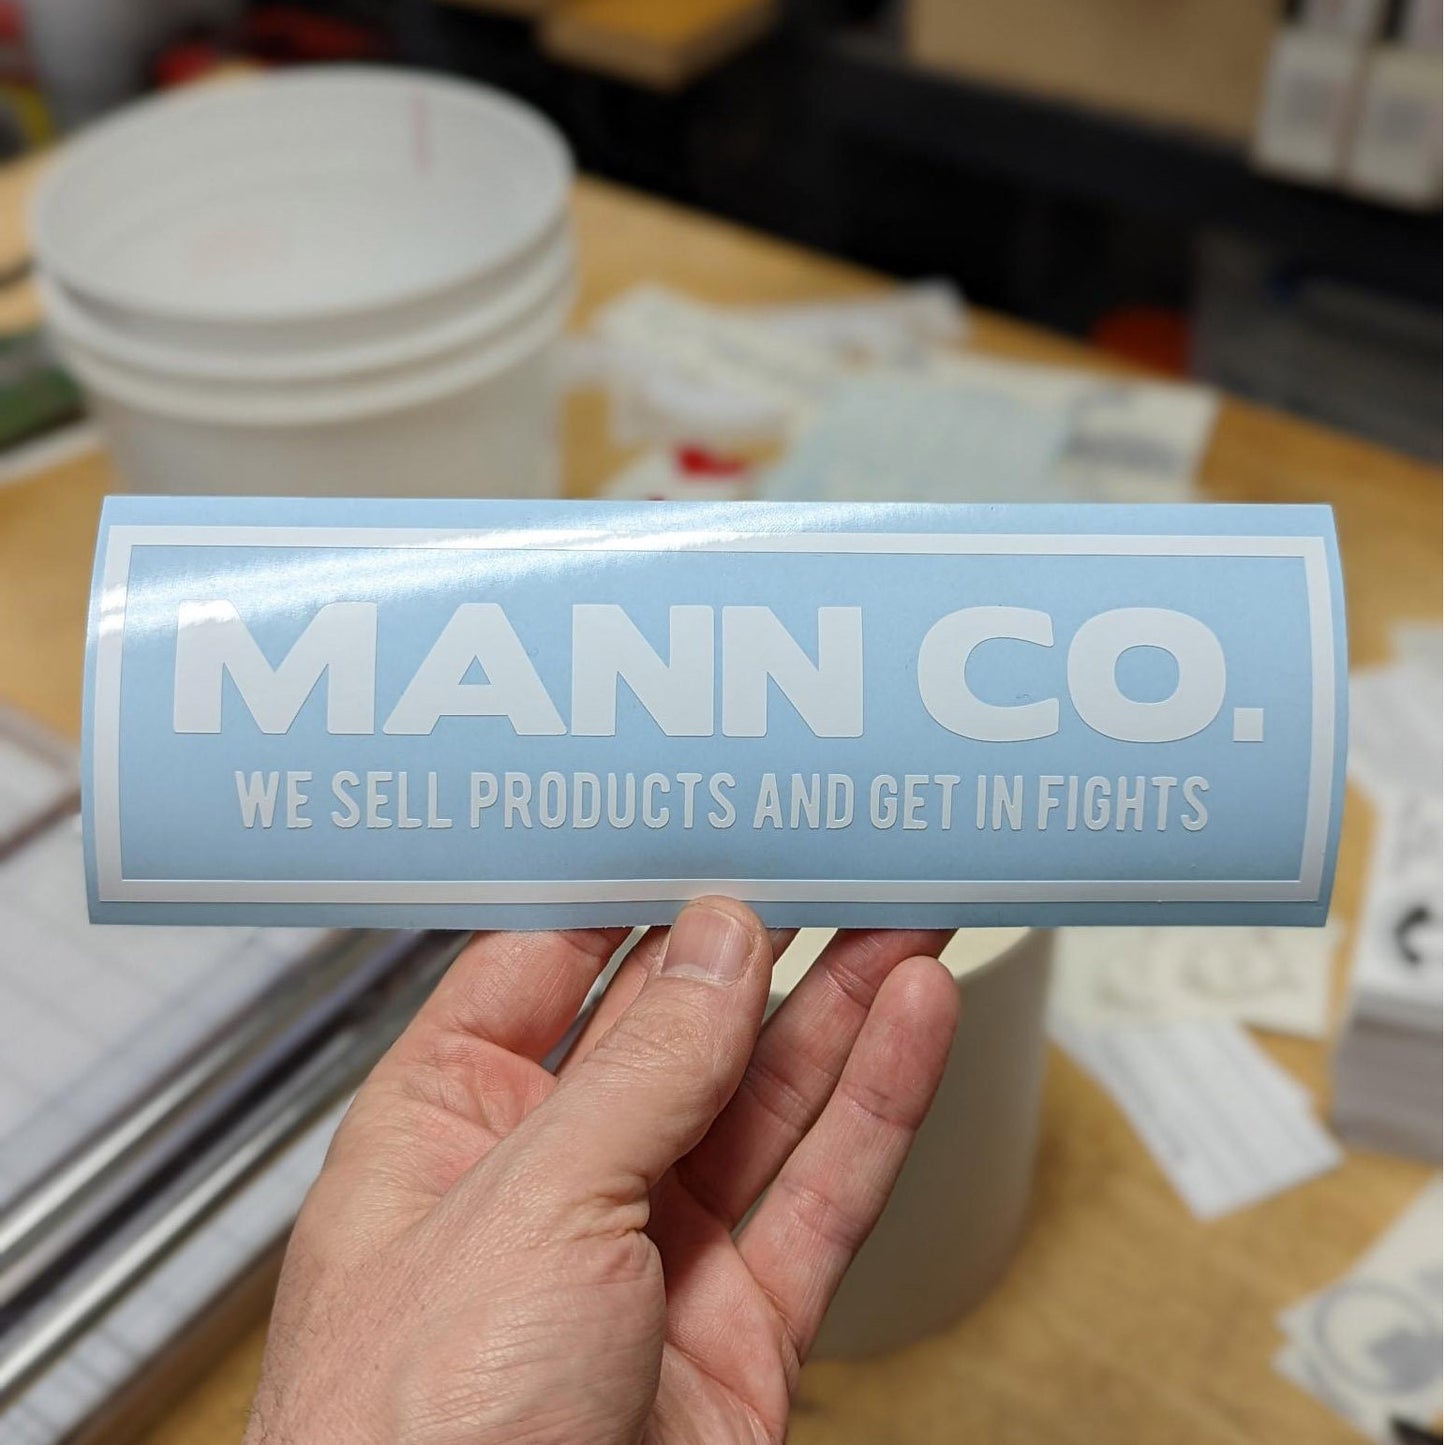 MANN CO.
WE SELL PRODUCTS AND GET IN FIGHTS